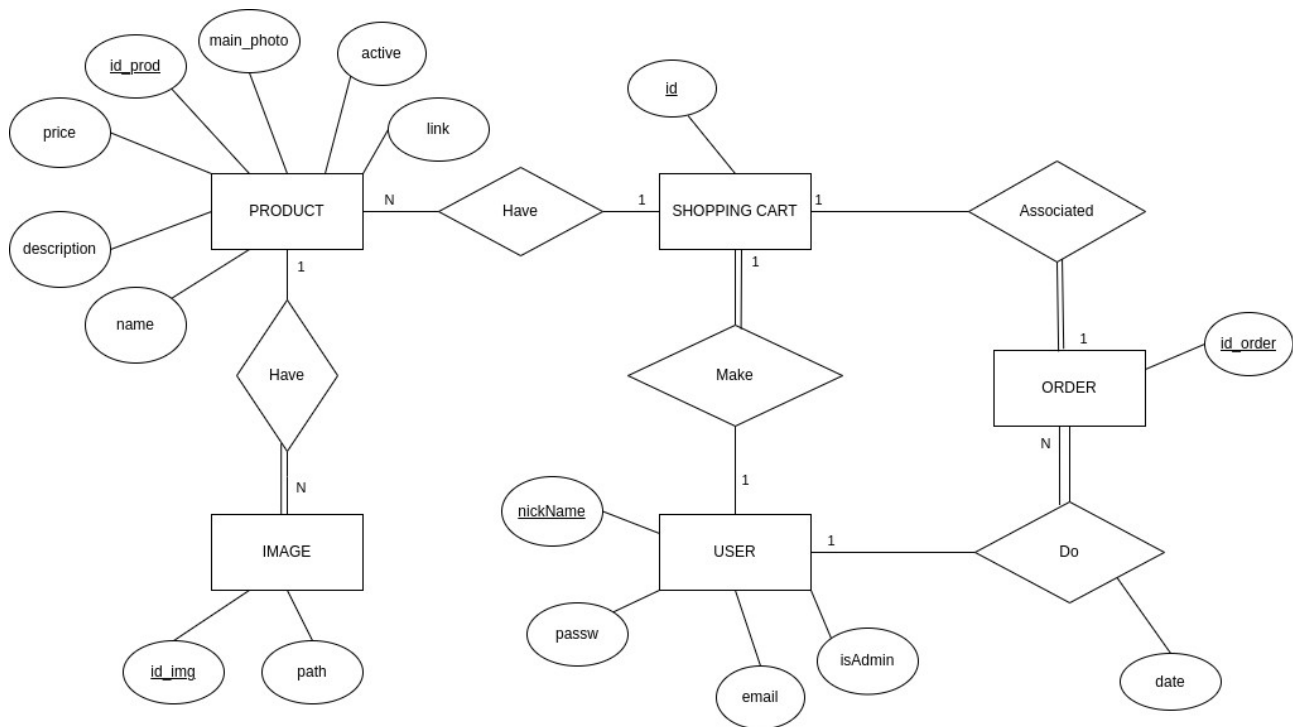 main_photo
active
id_prod
id
link
price
N
1
1
PRODUCT
Have
SHOPPING CART
Associated
description
1
1
name
1
id_order
Have
Make
ORDER
N
N
1
nickName
1
IMAGE
USER
Do
passw
isAdmin
id_img
path
email
date